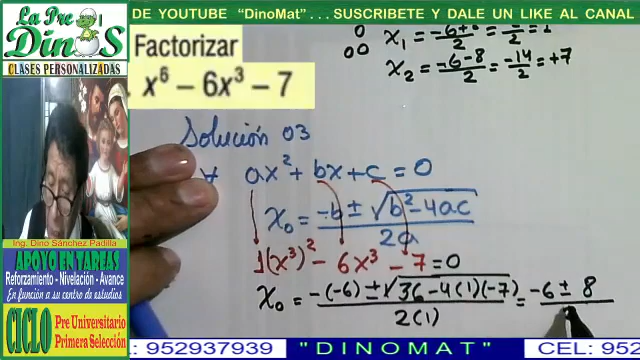 La Pre
DinoS
CLASES PERSONALIZADAS
DE YOUTUBE "DinoMat"...SUSCRIBETE Y DALE UN LIKE AL CANAL
Factorizar
x⁶ − 6x³ − 7
x₂ = (-6-8)/2 = -14/2 = +7
Solución 03
∀ ax² + bx + c = 0
x₀ = (-b ± √(b² - 4ac))/2a
1(x³)² - 6x³ - 7 = 0
x₀ = (-(-6) ± √(36 - 4(1)(-7)))/2(1) = -6 ± 8
Ing. Dino Sánchez Padilla
APOYO EN TAREAS
Reforzamiento - Nivelación - Avance
En función a su centro de estudios
CICLO Pre Universitario
Primera Selección
: 952937939 "DINOMAT" CEL: 952